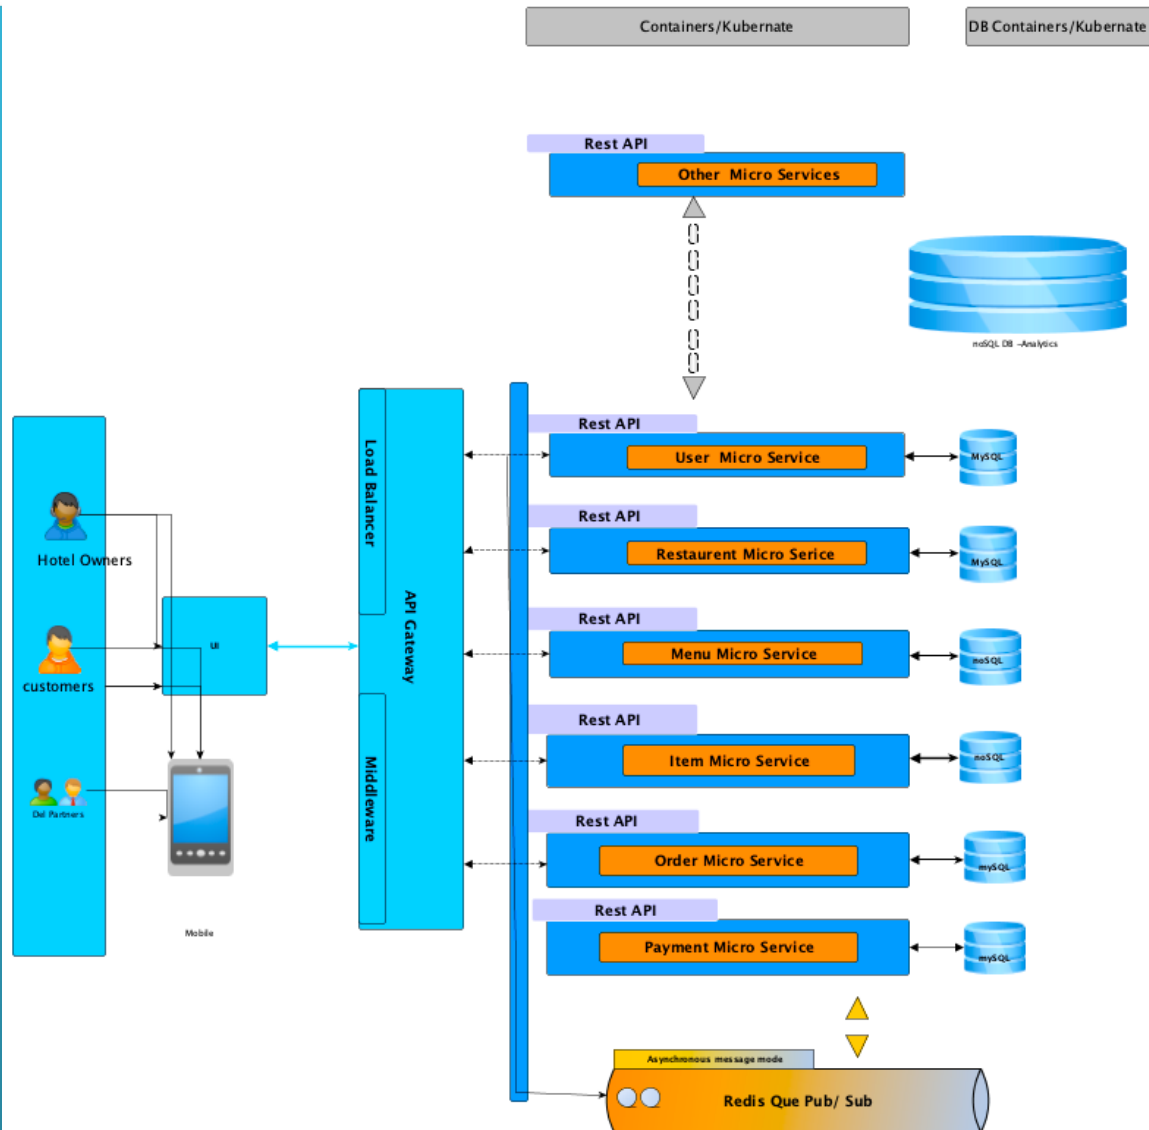 Containers/Kubernate
DB Containers/Kubernate
Rest API
Other Micro Services
noSQL DB -Analytics
Rest API
User Micro Service
MySQL
Rest API
Restaurent Micro Serice
MySQL
Rest API
Menu Micro Service
noSQL
Rest API
Item Micro Service
noSQL
Rest API
Order Micro Service
mySQL
Rest API
Payment Micro Service
mySQL
Load Balancer
API Gateway
Middleware
Hotel Owners
UI
customers
Del Partners
Mobile
Asynchronous message mode
Redis Que Pub/ Sub